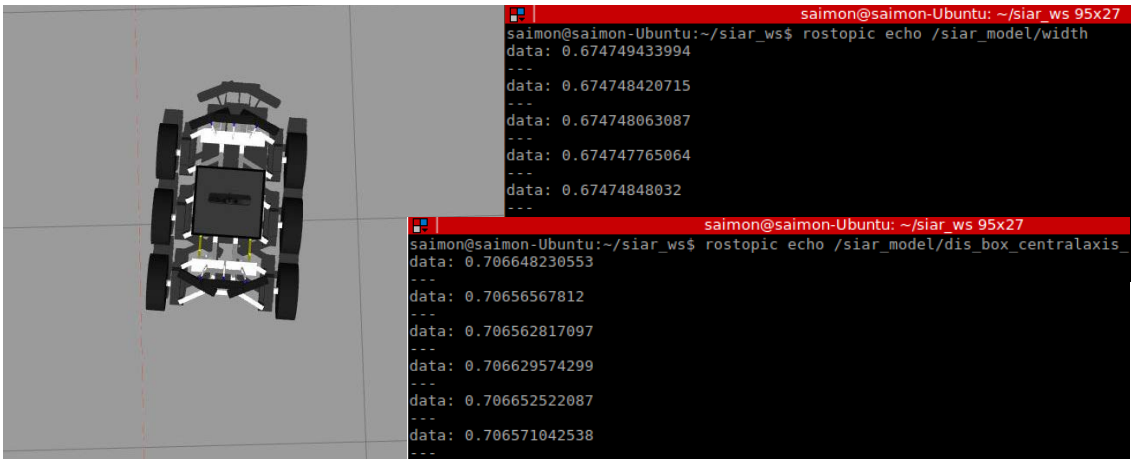 saimon@saimon-Ubuntu: ~/siar_ws 95x27
saimon@saimon-Ubuntu:~/siar_ws$ rostopic echo /siar_model/width
data: 0.674749433994
---
data: 0.674748420715
---
data: 0.674748063087
---
data: 0.674747765064
---
data: 0.67474848032
---
saimon@saimon-Ubuntu: ~/siar_ws 95x27
saimon@saimon-Ubuntu:~/siar_ws$ rostopic echo /siar_model/dis_box_centralaxis_
data: 0.706648230553
---
data: 0.70656567812
---
data: 0.706562817097
---
data: 0.706629574299
---
data: 0.706652522087
---
data: 0.706571042538
---